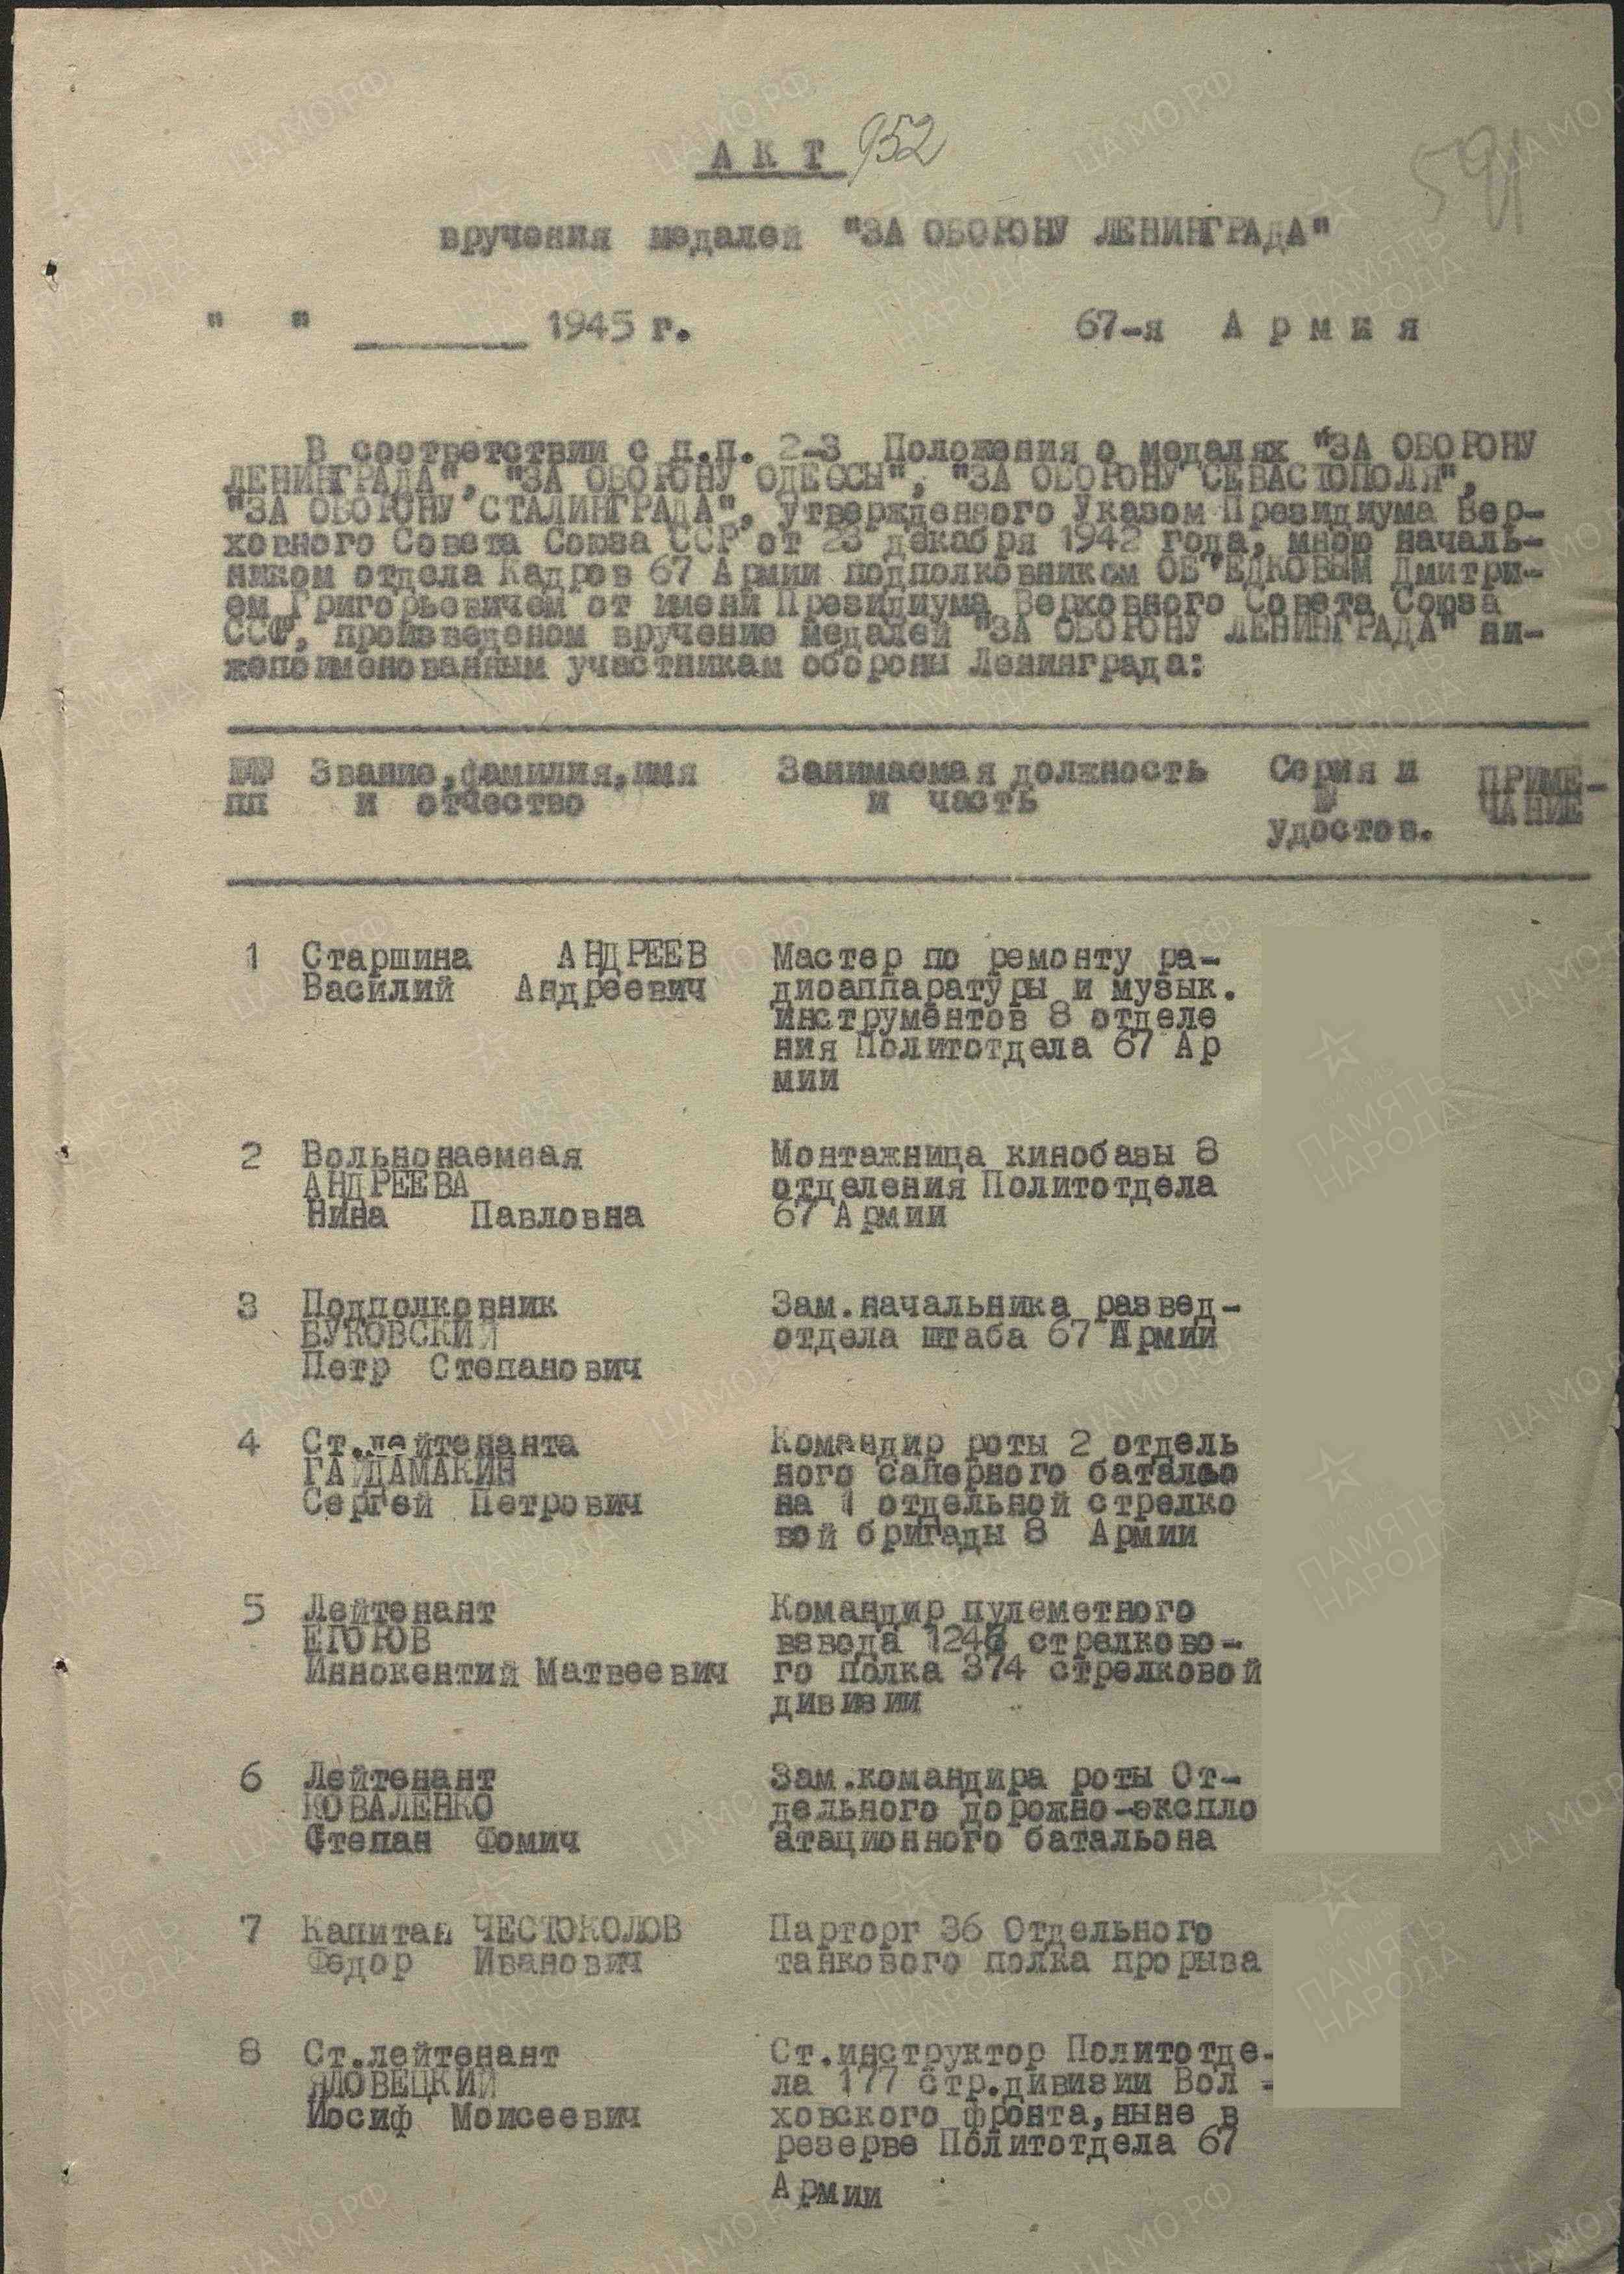 АКТ 952
591
вручения медалей "ЗА ОБОРОНУ ЛЕНИНГРАДА"
" " ________ 1945 г. 67-я Армия
В соответствии с п.п. 2-3 Положения о медалях "ЗА ОБОРОНУ
ЛЕНИНГРАДА", "ЗА ОБОРОНУ ОДЕССЫ", "ЗА ОБОРОНУ СЕВАСТОПОЛЯ",
"ЗА ОБОРОНУ СТАЛИНГРАДА", утвержденного Указом Президиума Вер-
ховного Совета Союза ССР от 23 декабря 1942 года, мною началь-
ником отдела Кадров 67 Армии подполковником ОБ'ЕДКОВЫМ Дмитри-
ем Григорьевичем от имени Президиума Верховного Совета Союза
ССР, произведеном вручение медалей "ЗА ОБОРОНУ ЛЕНИНГРАДА" ни-
жепоименованным участникам обороны Ленинграда:
№№ Звание, фамилия, имя Занимаемая должность Серия и ПРИМЕ-
пп и отчество и часть № ЧАНИЕ
удостов.
1 Старшина АНДРЕЕВ Мастер по ремонту ра-
Василий Андреевич диоаппаратуры и музык.
инструментов 8 отделе
ния Политотдела 67 Ар
мии
2 Вольнонаемная Монтажница кинобазы 8
АНДРЕЕВА отделения Политотдела
Нина Павловна 67 Армии
3 Подполковник Зам.начальника развед-
БУКОВСКИЙ отдела штаба 67 Армии
Петр Степанович
4 Ст.лейтенанта Командир роты 2 отдель
ГАЙДАМАКИН ного саперного батальо
Сергей Петрович на 1 отдельной стрелко
вой бригады 8 Армии
5 Лейтенант Командир пулеметного
ЕГОРОВ взвода 1246 стрелково-
Иннокентий Матвеевич го полка 374 стрелковой
дивизии
6 Лейтенант Зам.командира роты От-
КОВАЛЕНКО дельного дорожно-экспло
Степан Фомич атационного батальона
7 Капитан ЧЕСТОКОЛОВ Парторг 36 Отдельного
Федор Иванович танкового полка прорыва
8 Ст.лейтенант Ст.инструктор Политотде-
ЯЛОВЕЦКИЙ ла 177 стр.дивизии Вол -
Иосиф Моисеевич ховского фронта, ныне в
резерве Политотдела 67
Армии